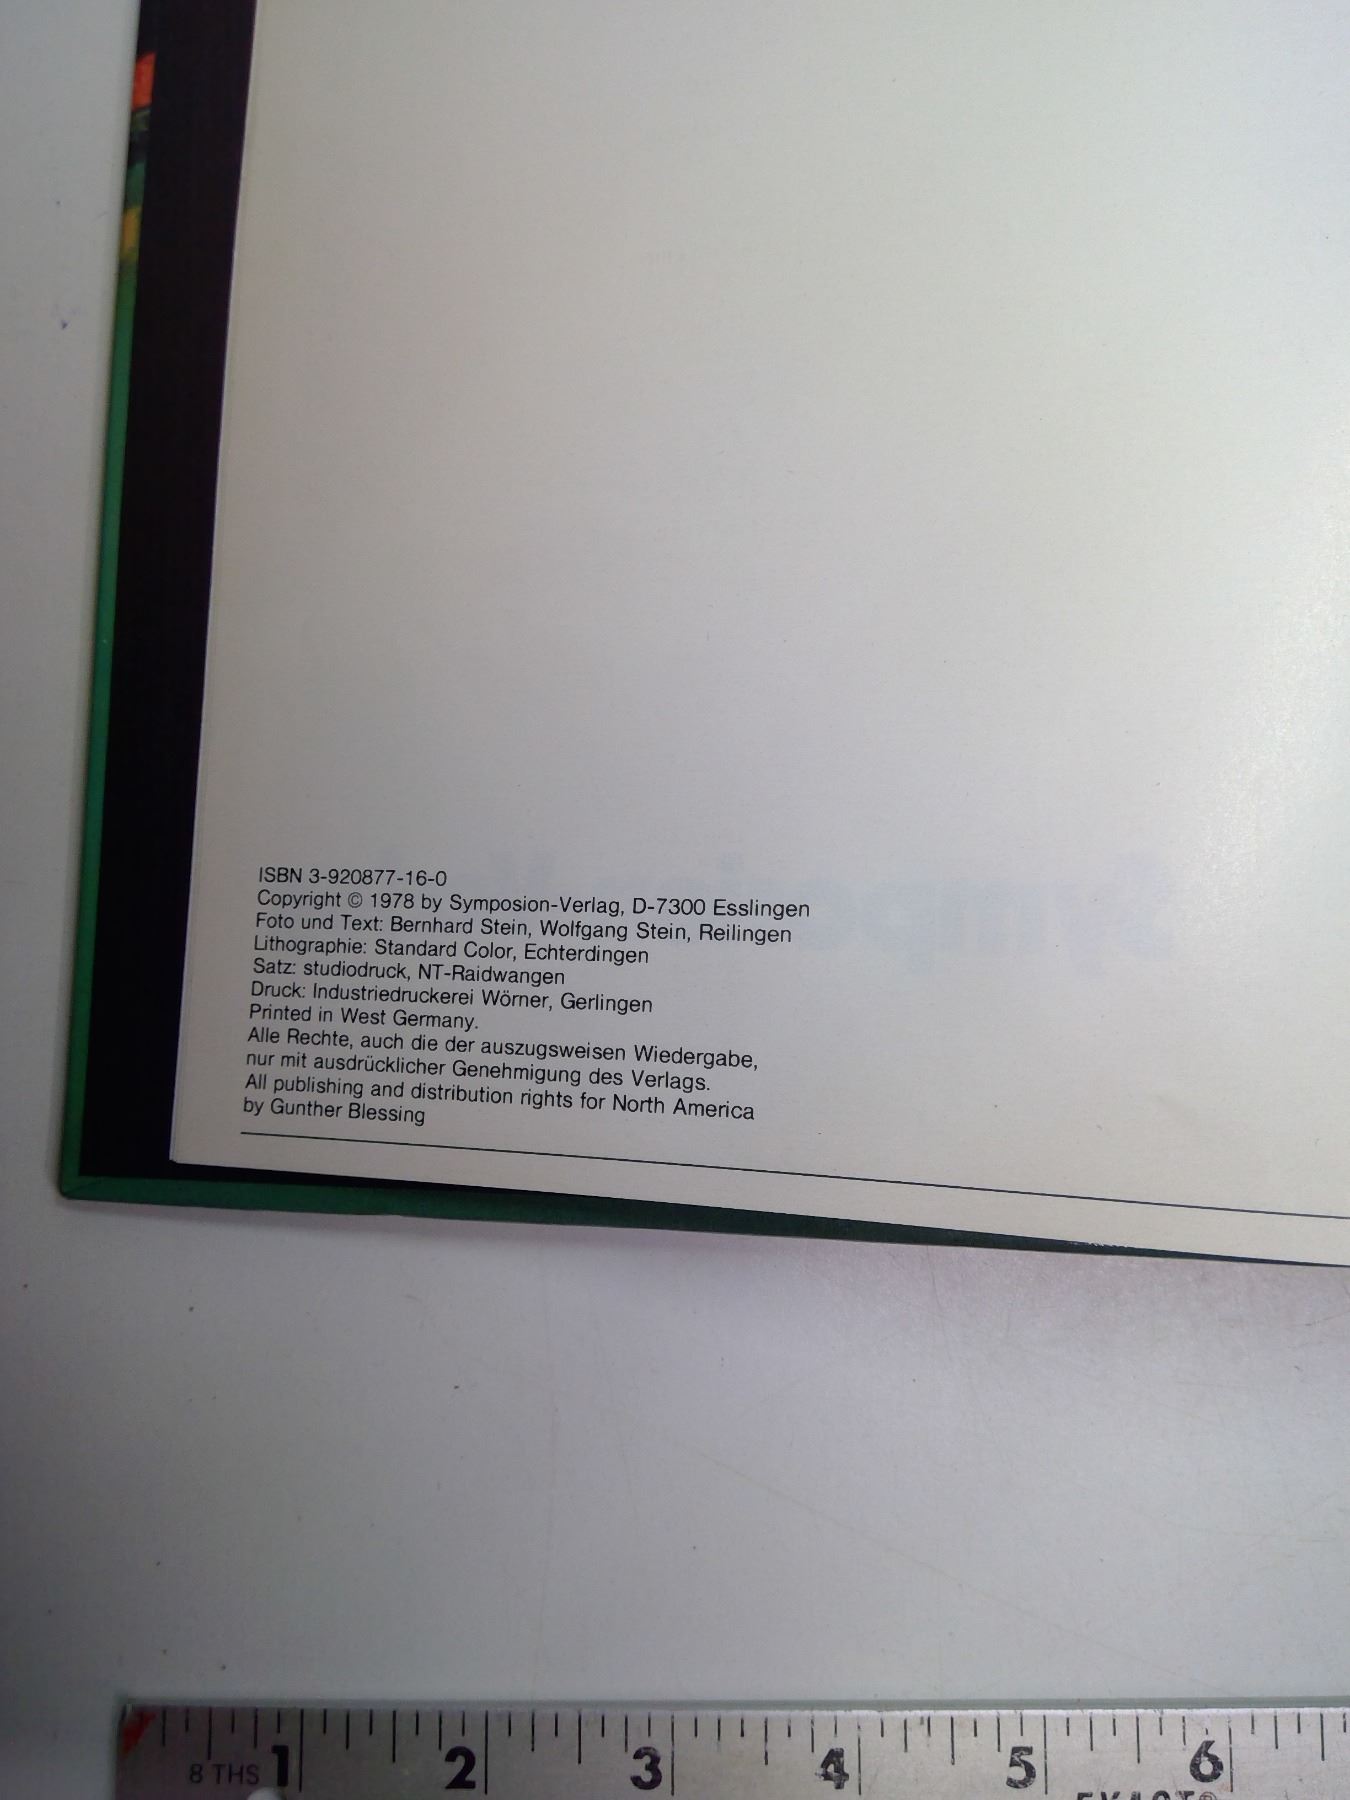 ISBN 3-920877-16-0
Copyright © 1978 by Symposion-Verlag, D-7300 Esslingen
Foto und Text: Bernhard Stein, Wolfgang Stein, Reilingen
Lithographie: Standard Color, Echterdingen
Satz: studiodruck, NT-Raidwangen
Druck: Industriedruckerei Wörner, Gerlingen
Printed in West Germany.
Alle Rechte, auch die der auszugsweisen Wiedergabe,
nur mit ausdrücklicher Genehmigung des Verlags.
All publishing and distribution rights for North America
by Gunther Blessing
8 THS 1 2 3 4 5 6